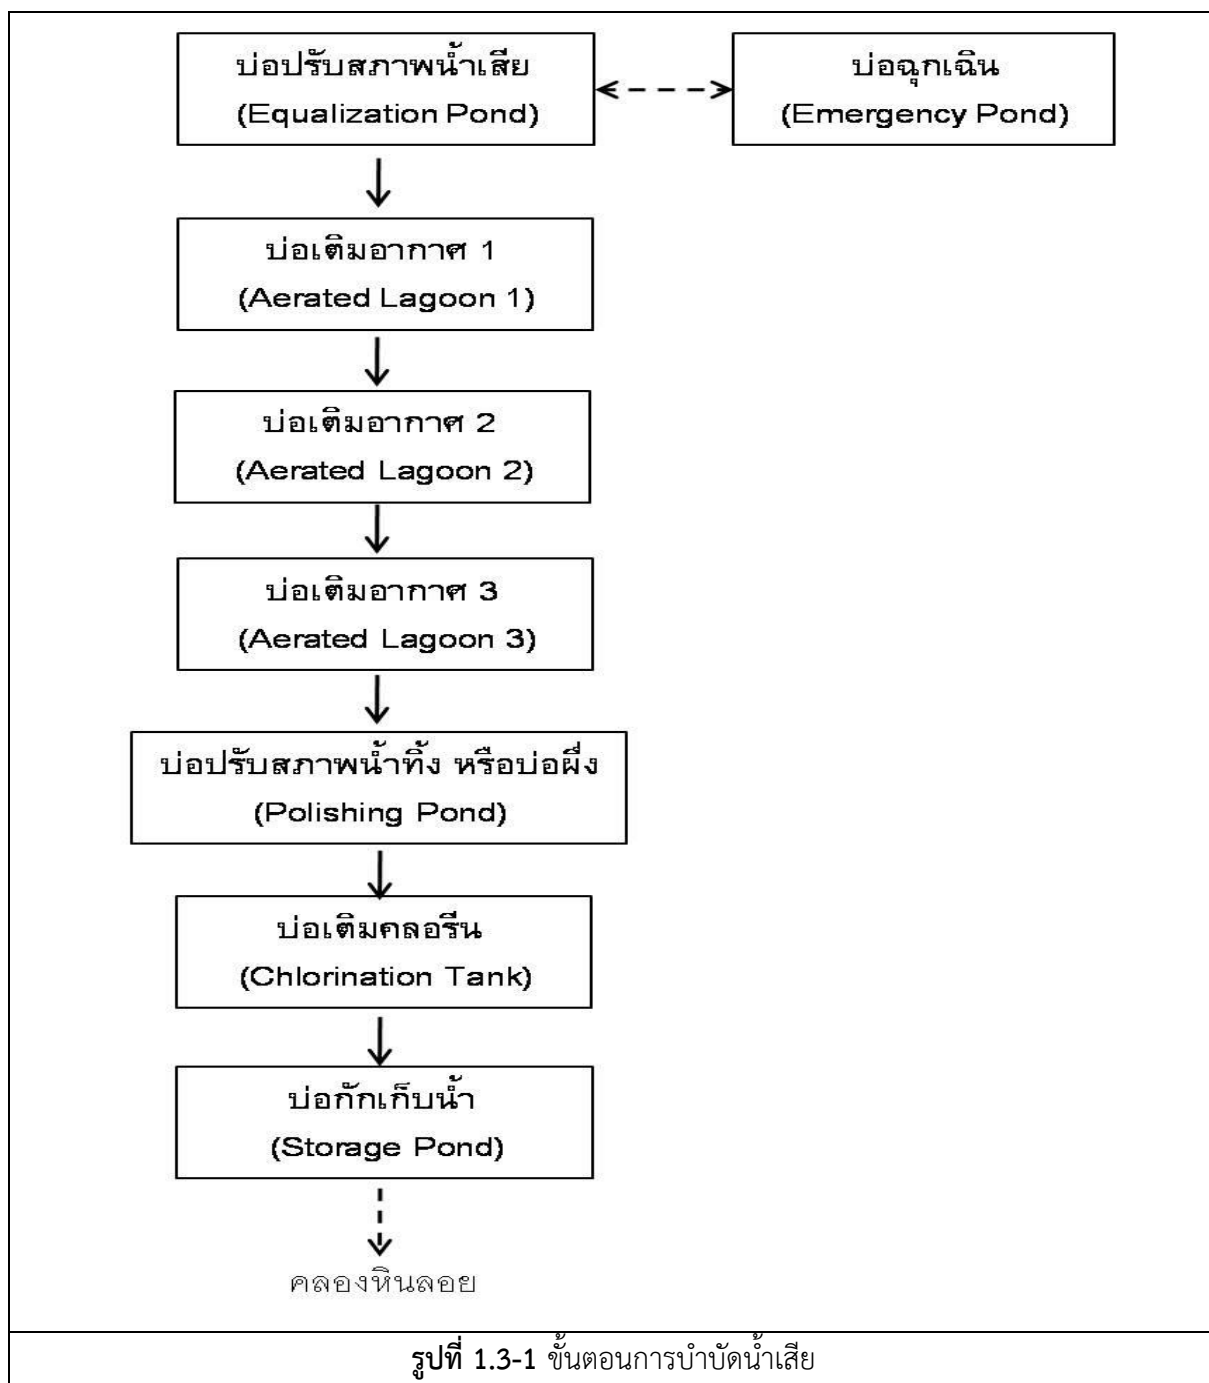 บ่อปรับสภาพน้ำเสีย
(Equalization Pond)
บ่อฉุกเฉิน
(Emergency Pond)
บ่อเติมอากาศ 1
(Aerated Lagoon 1)
บ่อเติมอากาศ 2
(Aerated Lagoon 2)
บ่อเติมอากาศ 3
(Aerated Lagoon 3)
บ่อปรับสภาพน้ำทิ้ง หรือบ่อผึ่ง
(Polishing Pond)
บ่อเติมคลอรีน
(Chlorination Tank)
บ่อกักเก็บน้ำ
(Storage Pond)
คลองหินลอย
รูปที่ 1.3-1 ขั้นตอนการบำบัดน้ำเสีย